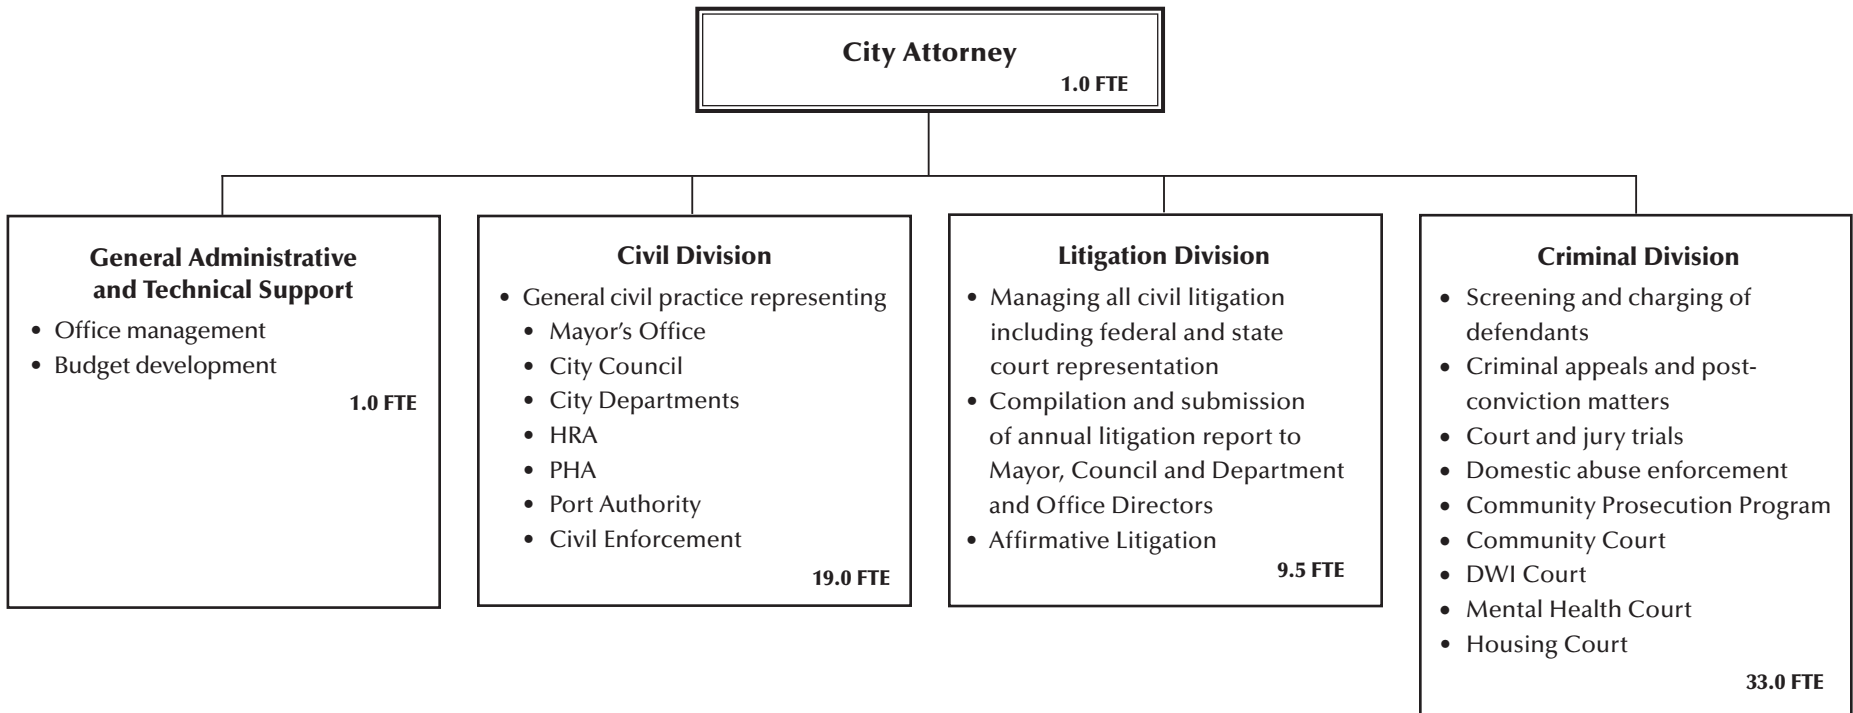 City Attorney
1.0 FTE
General Administrative
and Technical Support
• Office management
• Budget development
1.0 FTE
Civil Division
• General civil practice representing
• Mayor’s Office
• City Council
• City Departments
• HRA
• PHA
• Port Authority
• Civil Enforcement
19.0 FTE
Litigation Division
• Managing all civil litigation
including federal and state
court representation
• Compilation and submission
of annual litigation report to
Mayor, Council and Department
and Office Directors
• Affirmative Litigation
9.5 FTE
Criminal Division
• Screening and charging of
defendants
• Criminal appeals and post-
conviction matters
• Court and jury trials
• Domestic abuse enforcement
• Community Prosecution Program
• Community Court
• DWI Court
• Mental Health Court
• Housing Court
33.0 FTE